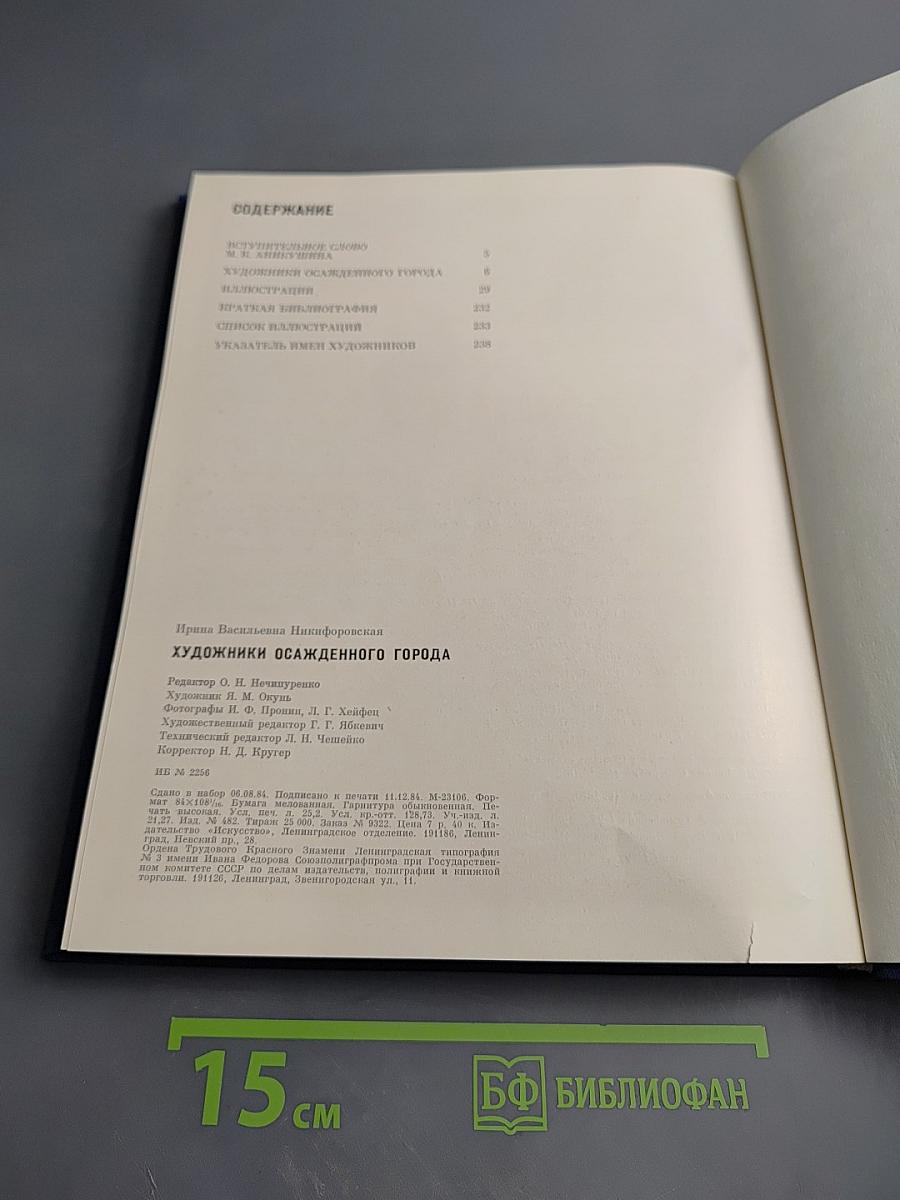 СОДЕРЖАНИЕ
ВСТУПИТЕЛЬНОЕ СЛОВО
М. К. АНИКУШИНА 5
ХУДОЖНИКИ ОСАЖДЕННОГО ГОРОДА 6
ИЛЛЮСТРАЦИИ 29
КРАТКАЯ БИБЛИОГРАФИЯ 232
СПИСОК ИЛЛЮСТРАЦИЙ 233
УКАЗАТЕЛЬ ИМЕН ХУДОЖНИКОВ 238
Ирина Васильевна Никифоровская
ХУДОЖНИКИ ОСАЖДЕННОГО ГОРОДА
Редактор О. Н. Нечипуренко
Художник Я. М. Окунь
Фотографы И. Ф. Пронин, Л. Г. Хейфец
Художественный редактор Г. Г. Ябкевич
Технический редактор Л. Н. Чешейко
Корректор Н. Д. Кругер
ИБ № 2256
Сдано в набор 06.08.84. Подписано к печати 11.12.84. М-23106. Фор-
мат 84×108¹/₁₆. Бумага мелованная. Гарнитура обыкновенная. Пе-
чать высокая. Усл. печ. л. 25,2. Усл. кр.-отт. 128,73. Уч.-изд. л.
21,27. Изд. № 482. Тираж 25 000. Заказ № 9322. Цена 7 р. 40 к. Из-
дательство «Искусство», Ленинградское отделение. 191186, Ленин-
град, Невский пр., 28.
Ордена Трудового Красного Знамени Ленинградская типография
№ 3 имени Ивана Федорова Союзполиграфпрома при Государствен-
ном комитете СССР по делам издательств, полиграфии и книжной
торговли. 191126, Ленинград, Звенигородская ул., 11.
15 см
БФ БИБЛИОФАН